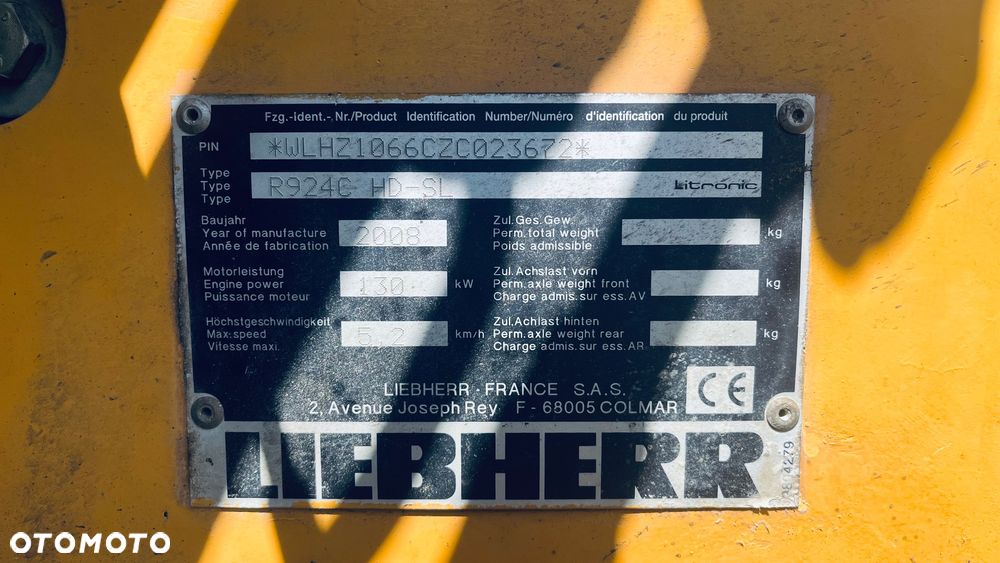 Fzg.-ident.-. Nr./Product Identification Number/Numéro d'identification du produit
PIN *WLHZ1066CZC023672*
Type
Type R924C HD-SL Litronic
Type
Baujahr
Year of manufacture 2008
Année de fabrication
Zul.Ges.Gew.
Perm.total weight kg
Poids admissible
Motorleistung
Engine power 130 kW
Puissance moteur
Zul.Achslast vorn
Perm.axle weight front kg
Charge admis.sur ess.AV
Höchstgeschwindigkeit
Max.speed 5,2 km/h
Vitesse maxi.
Zul.Achlast hinten
Perm.axle weight rear kg
Charge admis.sur ess.AR
LIEBHERR-FRANCE S.A.S.
2, Avenue Joseph Rey F - 68005 COLMAR
CE
LIEBHERR
OTOMOTO